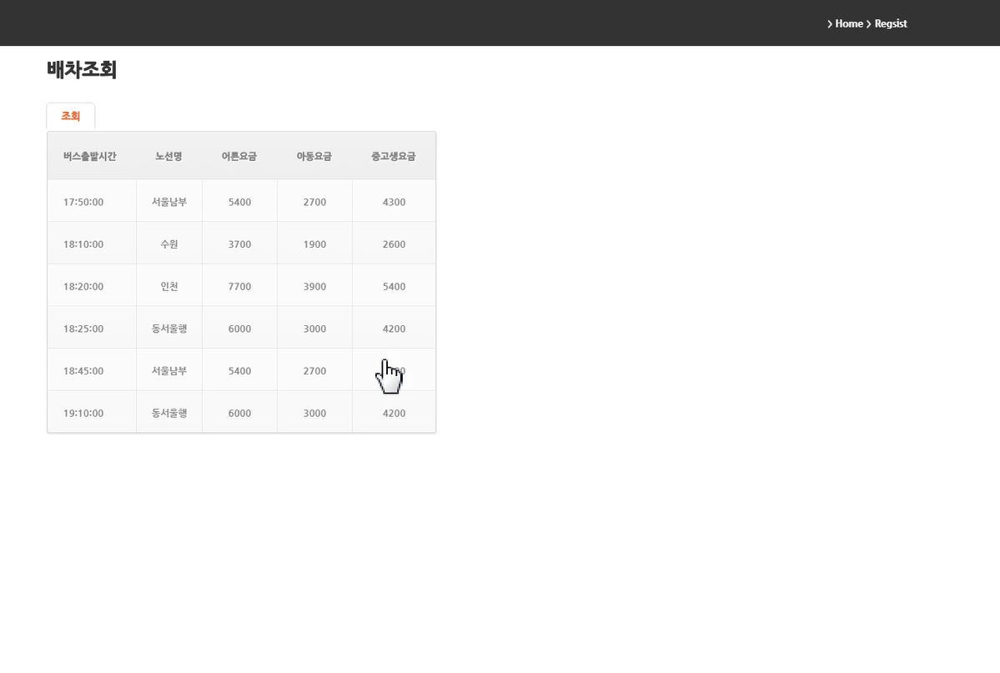 > Home > Regsist
배차조회
조회
버스출발시간 노선명 어른요금 아동요금 중고생요금
17:50:00 서울남부 5400 2700 4300
18:10:00 수원 3700 1900 2600
18:20:00 인천 7700 3900 5400
18:25:00 동서울행 6000 3000 4200
18:45:00 서울남부 5400 2700
19:10:00 동서울행 6000 3000 4200